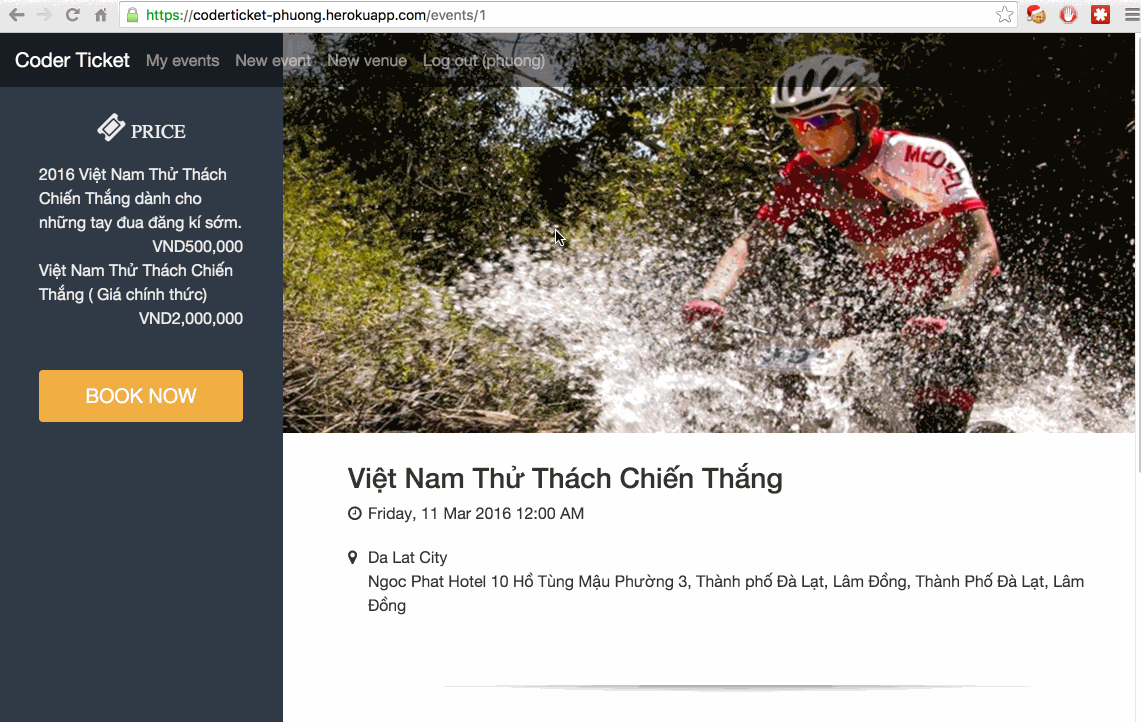 https://coderticket-phuong.herokuapp.com/events/1
Coder Ticket My events New event New venue Log out (phuong)
PRICE
2016 Việt Nam Thử Thách
Chiến Thắng dành cho
những tay đua đăng kí sớm.
VND500,000
Việt Nam Thử Thách Chiến
Thắng ( Giá chính thức)
VND2,000,000
BOOK NOW
Việt Nam Thử Thách Chiến Thắng
Friday, 11 Mar 2016 12:00 AM
Da Lat City
Ngoc Phat Hotel 10 Hồ Tùng Mậu Phường 3, Thành phố Đà Lạt, Lâm Đồng, Thành Phố Đà Lạt, Lâm
Đồng